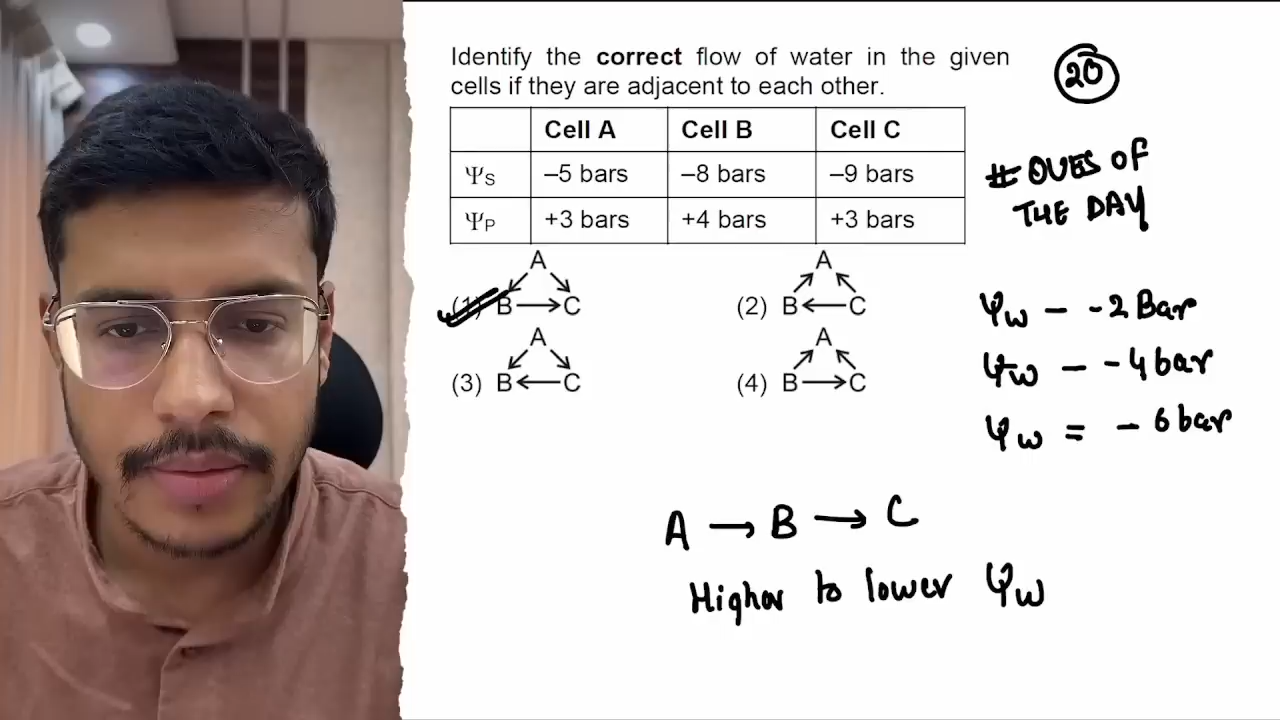 Identify the correct flow of water in the given
cells if they are adjacent to each other.
20
Cell A Cell B Cell C
ΨS –5 bars –8 bars –9 bars
ΨP +3 bars +4 bars +3 bars
# QUES OF
THE DAY
(1) A B → C
(2) A B ← C
(3) A B ← C
(4) A B → C
Ψw – -2 Bar
Ψw – -4 bar
Ψw = - 6 bar
A → B → C
Higher to lower Ψw